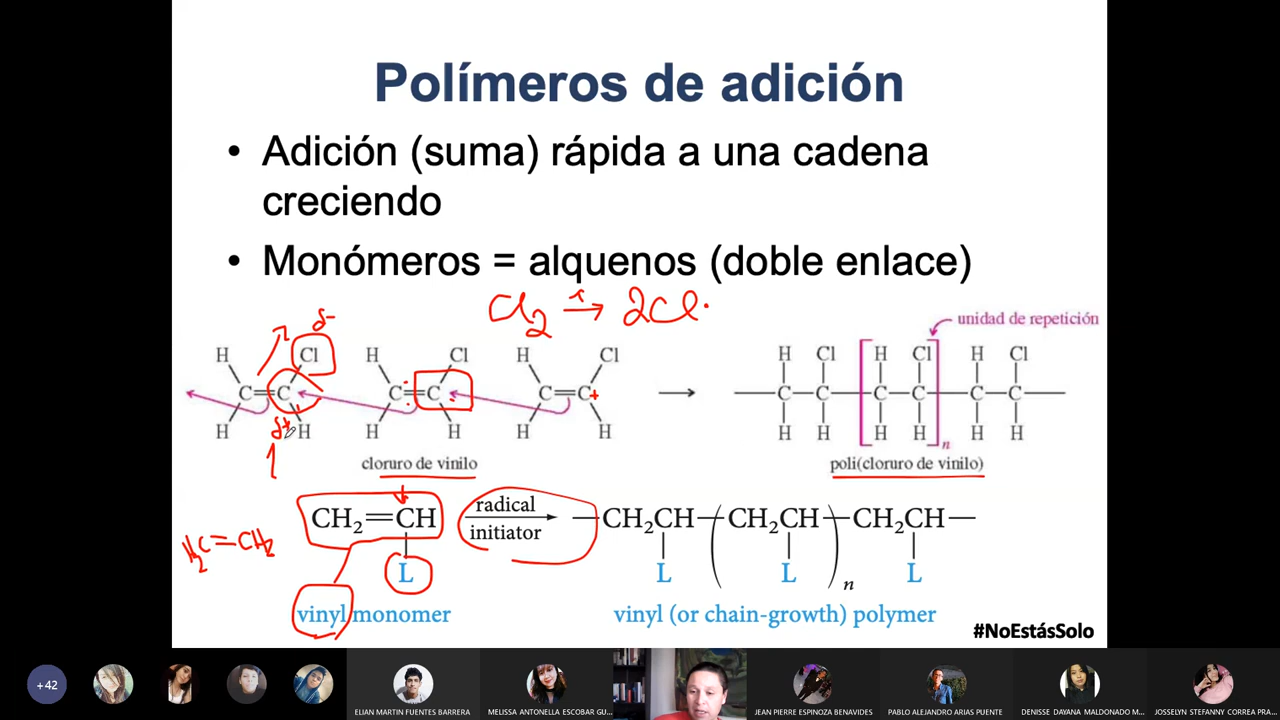 Polímeros de adición
• Adición (suma) rápida a una cadena
creciendo
• Monómeros = alquenos (doble enlace)
Cl₂ → 2Cl·
δ-
unidad de repetición
H Cl H Cl H Cl H Cl H Cl H Cl
C=C C=C C=C+ → —C—C—C—C—C—C—
δ+
H H H H H H H H H H H H n
cloruro de vinilo poli(cloruro de vinilo)
H₂C=CH₂
CH₂=CH radical initiator —CH₂CH—(CH₂CH)—CH₂CH—
L L L L
n
vinyl monomer vinyl (or chain-growth) polymer
#NoEstásSolo
+42
ELIAN MARTIN FUENTES BARRERA
MELISSA ANTONELLA ESCOBAR GU...
JEAN PIERRE ESPINOZA BENAVIDES
PABLO ALEJANDRO ARIAS PUENTE
DENISSE DAYANA MALDONADO M...
JOSSELYN STEFANNY CORREA PRA...